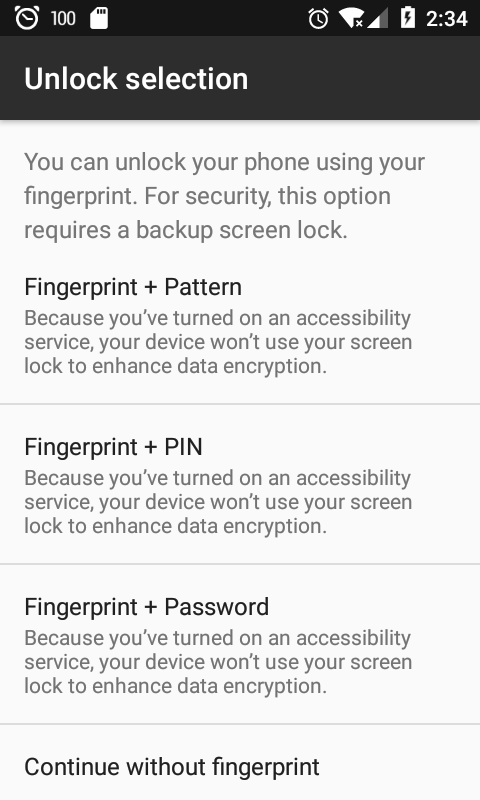 100
2:34
Unlock selection
You can unlock your phone using your
fingerprint. For security, this option
requires a backup screen lock.
Fingerprint + Pattern
Because you’ve turned on an accessibility
service, your device won’t use your screen
lock to enhance data encryption.
Fingerprint + PIN
Because you’ve turned on an accessibility
service, your device won’t use your screen
lock to enhance data encryption.
Fingerprint + Password
Because you’ve turned on an accessibility
service, your device won’t use your screen
lock to enhance data encryption.
Continue without fingerprint